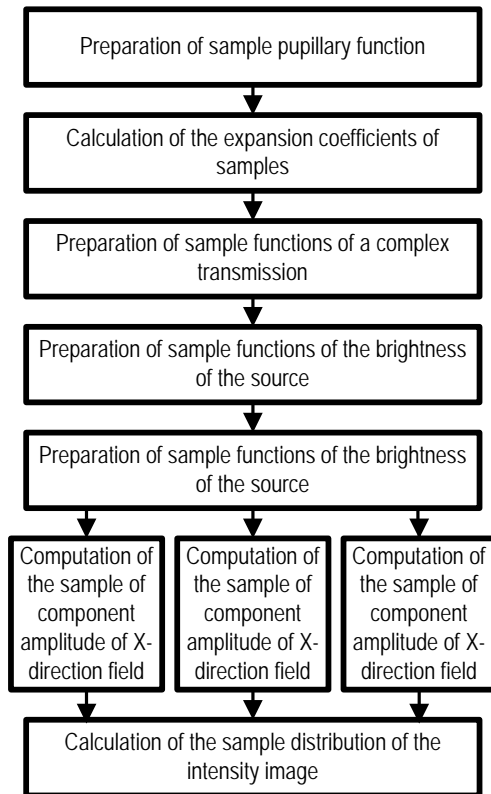 Preparation of sample pupillary function
Calculation of the expansion coefficients of
samples
Preparation of sample functions of a complex
transmission
Preparation of sample functions of the brightness
of the source
Preparation of sample functions of the brightness
of the source
Computation of
the sample of
component
amplitude of X-
direction field
Computation of
the sample of
component
amplitude of X-
direction field
Computation of
the sample of
component
amplitude of X-
direction field
Calculation of the sample distribution of the
intensity image